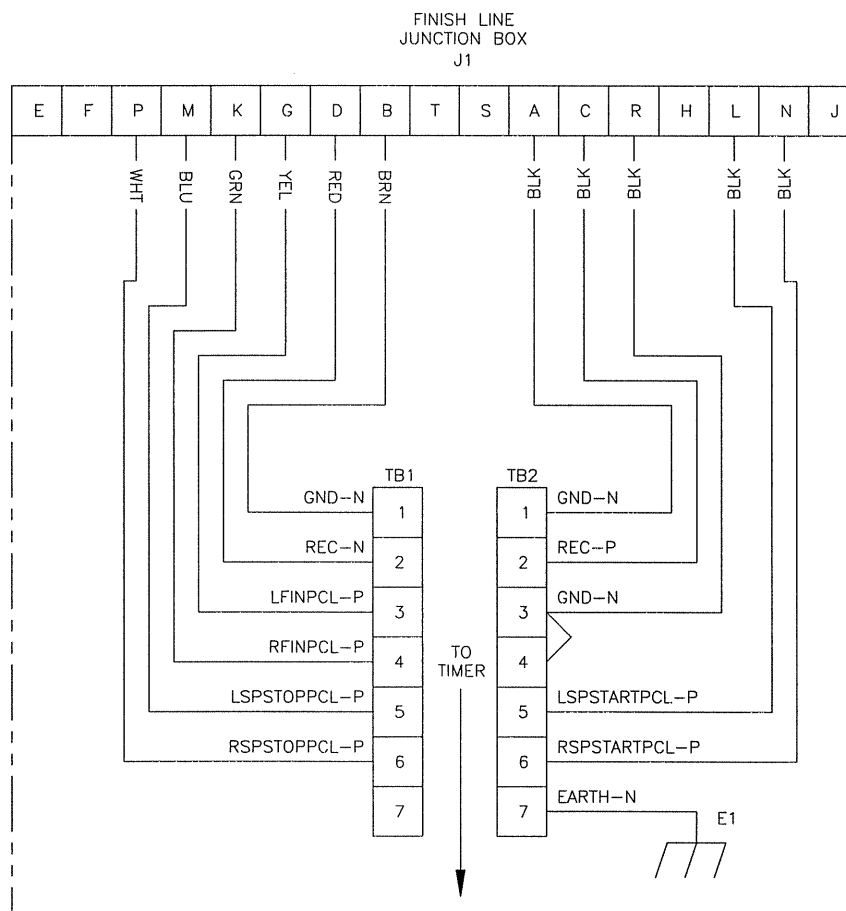 FINISH LINE
JUNCTION BOX
J1
E F P M K G D B T S A C R H L N J
WHT BLU GRN YEL RED BRN BLK BLK BLK BLK BLK
TB1 TB2
GND-N 1 1 GND-N
REC-N 2 2 REC-P
LFINPCL-P 3 3 GND-N
RFINPCL-P 4 4
TO
TIMER
LSPSTOPPCL-P 5 5 LSPSTARTPCL-P
RSPSTOPPCL-P 6 6 RSPSTARTPCL-P
7 7 EARTH-N
E1